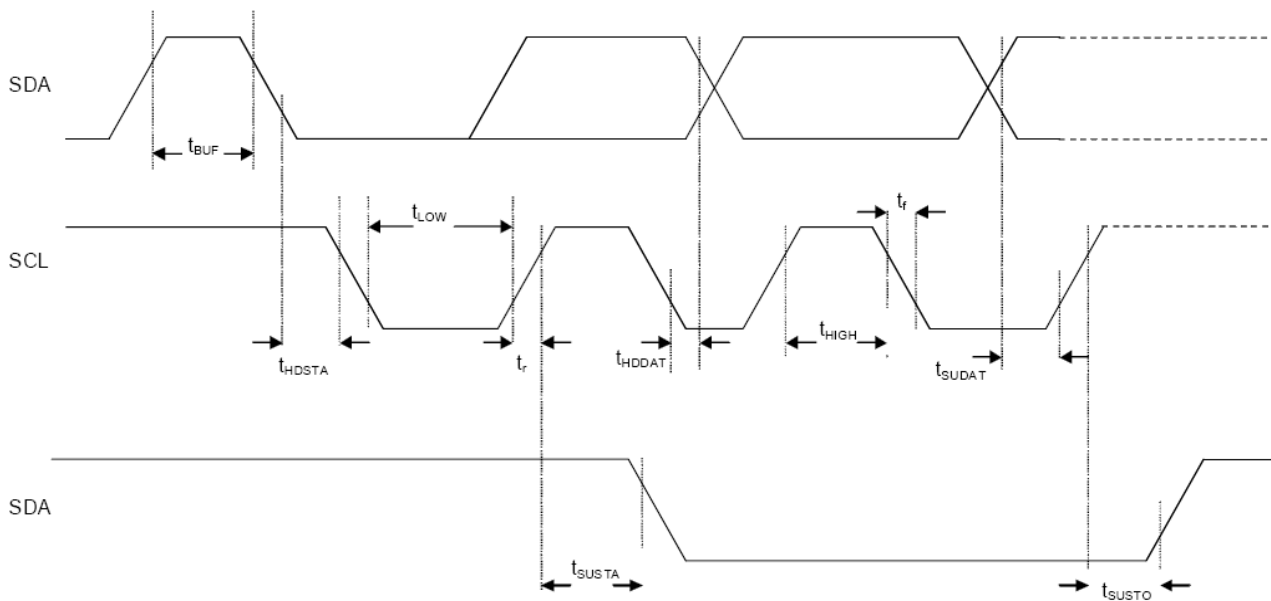 SDA
tBUF
tLOW
tf
SCL
tHDSTA
tr
tHDDAT
tHIGH
tSUDAT
SDA
tSUSTA
tSUSTO